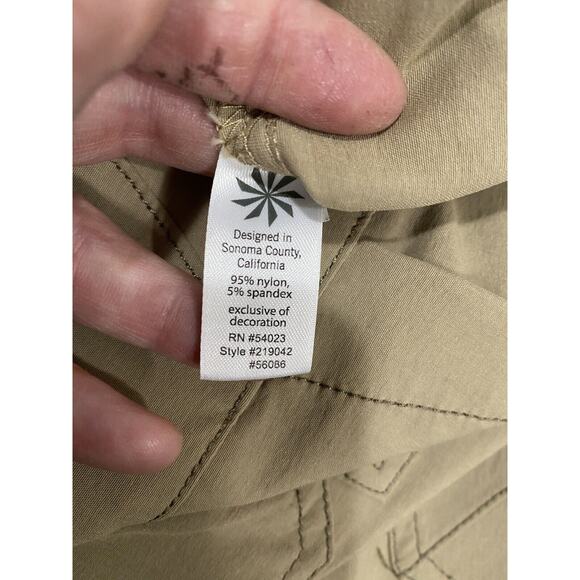 Designed in
Sonoma County,
California
95% nylon,
5% spandex
exclusive of
decoration
RN #54023
Style #219042
#56086